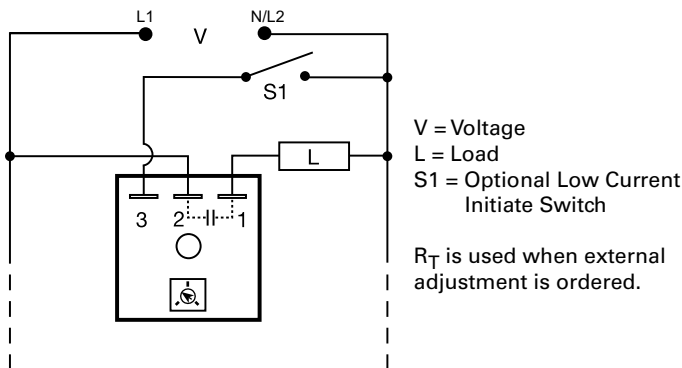 L1
N/L2
V
S1
L
3
2
1
V = Voltage
L = Load
S1 = Optional Low Current
Initiate Switch
R_T is used when external
adjustment is ordered.